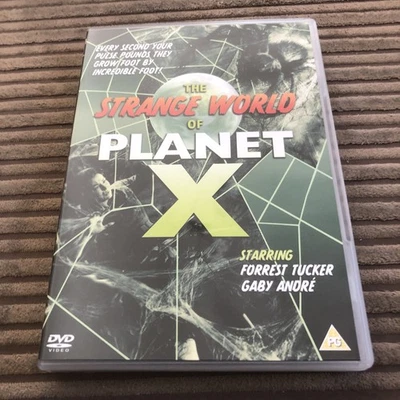 EVERY SECOND YOUR
PULSE POUNDS THEY
GROW FOOT BY
INCREDIBLE FOOT!
THE
STRANGE WORLD
OF
PLANET
X
STARRING
FORREST TUCKER
GABY ANDRÉ
DVD
VIDEO
PG